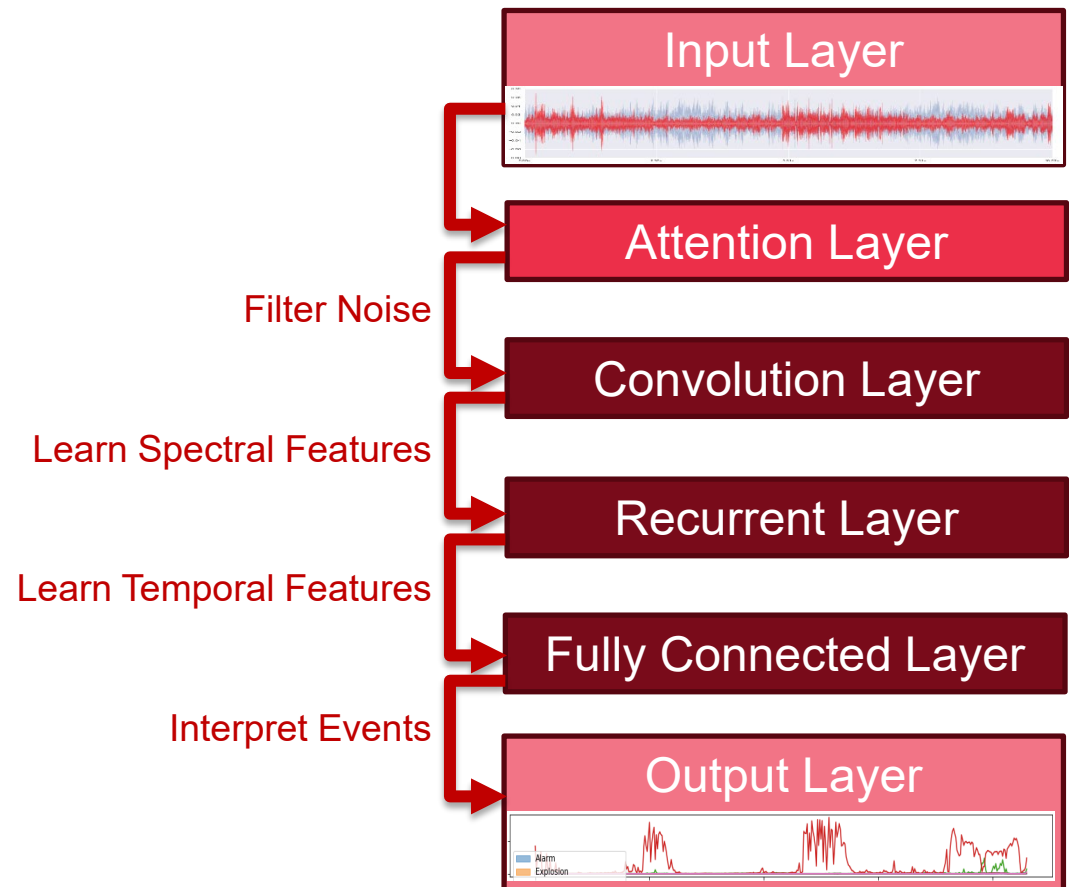 Input Layer
Attention Layer
Filter Noise
Convolution Layer
Learn Spectral Features
Recurrent Layer
Learn Temporal Features
Fully Connected Layer
Interpret Events
Output Layer
Alarm
Explosion